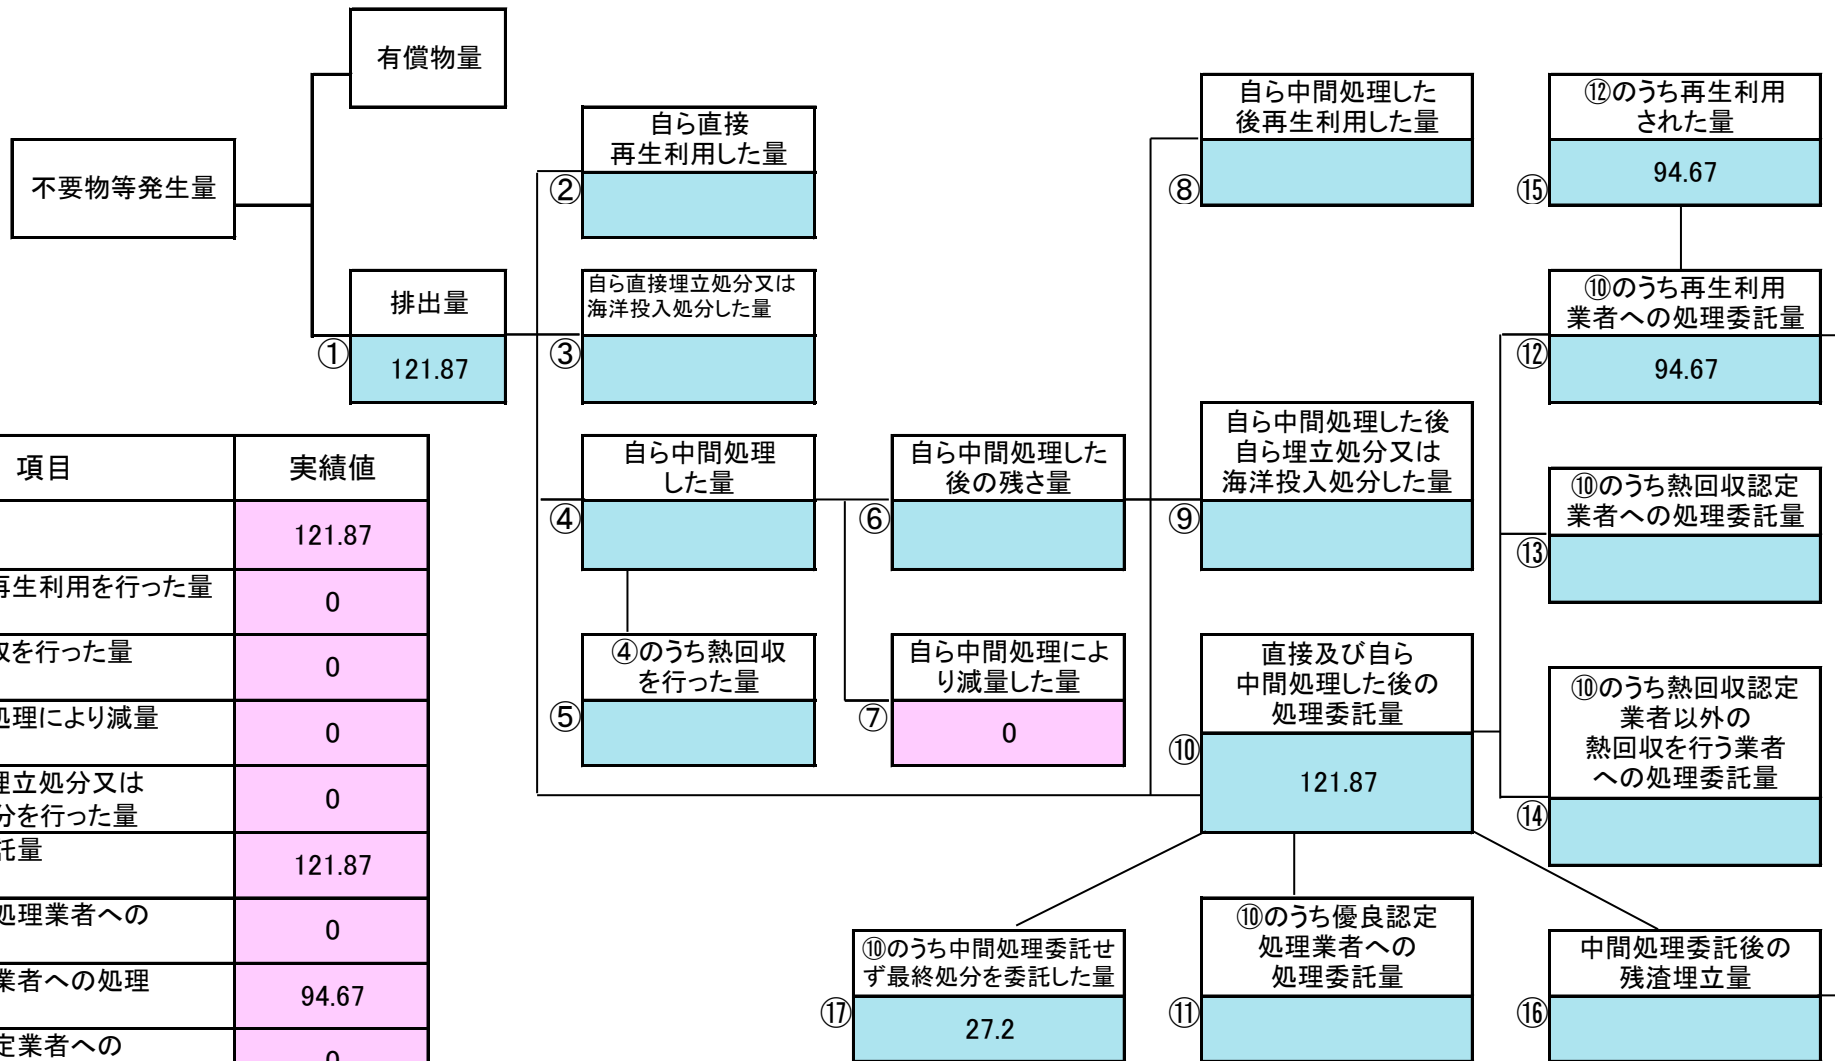 有償物量
不要物等発生量
排出量
①
121.87
自ら直接
再生利用した量
②
自ら直接埋立処分又は
海洋投入処分した量
③
自ら中間処理
した量
④
④のうち熱回収
を行った量
⑤
自ら中間処理した
後の残さ量
⑥
自ら中間処理によ
り減量した量
⑦
0
自ら中間処理した
後再生利用した量
⑧
自ら中間処理した後
自ら埋立処分又は
海洋投入処分した量
⑨
直接及び自ら
中間処理した後の
処理委託量
⑩
121.87
⑫のうち再生利用
された量
⑮
94.67
⑩のうち再生利用
業者への処理委託量
⑫
94.67
⑩のうち熱回収認定
業者への処理委託量
⑬
⑩のうち熱回収認定
業者以外の
熱回収を行う業者
への処理委託量
⑭
⑩のうち中間処理委託せ
ず最終処分を委託した量
⑰
27.2
⑩のうち優良認定
処理業者への
処理委託量
⑪
中間処理委託後の
残渣埋立量
⑯
項目
実績値
121.87
再生利用を行った量
0
収を行った量
0
処理により減量
0
埋立処分又は
分を行った量
0
託量
121.87
処理業者への
0
業者への処理
94.67
定業者への
0